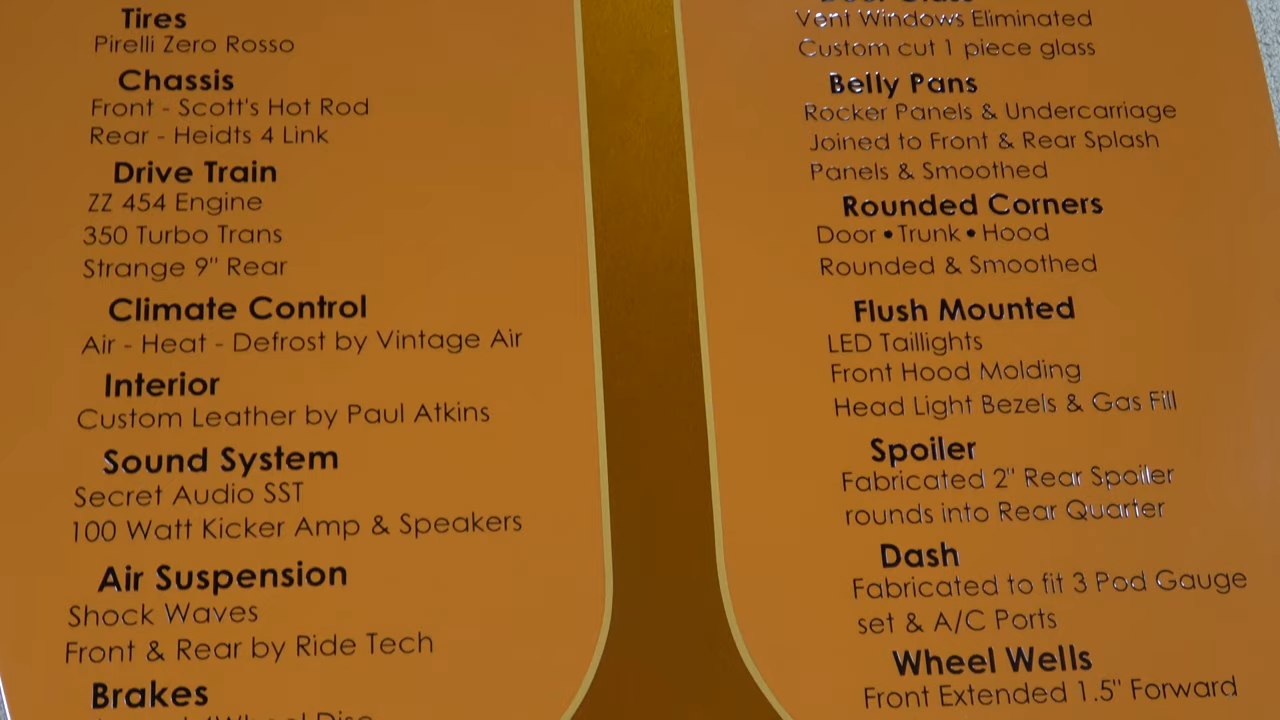 Tires
Pirelli Zero Rosso
Chassis
Front - Scott's Hot Rod
Rear - Heidts 4 Link
Drive Train
ZZ 454 Engine
350 Turbo Trans
Strange 9" Rear
Climate Control
Air - Heat - Defrost by Vintage Air
Interior
Custom Leather by Paul Atkins
Sound System
Secret Audio SST
100 Watt Kicker Amp & Speakers
Air Suspension
Shock Waves
Front & Rear by Ride Tech
Brakes
Vent Windows Eliminated
Custom cut 1 piece glass
Belly Pans
Rocker Panels & Undercarriage
Joined to Front & Rear Splash
Panels & Smoothed
Rounded Corners
Door • Trunk • Hood
Rounded & Smoothed
Flush Mounted
LED Taillights
Front Hood Molding
Head Light Bezels & Gas Fill
Spoiler
Fabricated 2" Rear Spoiler
rounds into Rear Quarter
Dash
Fabricated to fit 3 Pod Gauge
set & A/C Ports
Wheel Wells
Front Extended 1.5" Forward